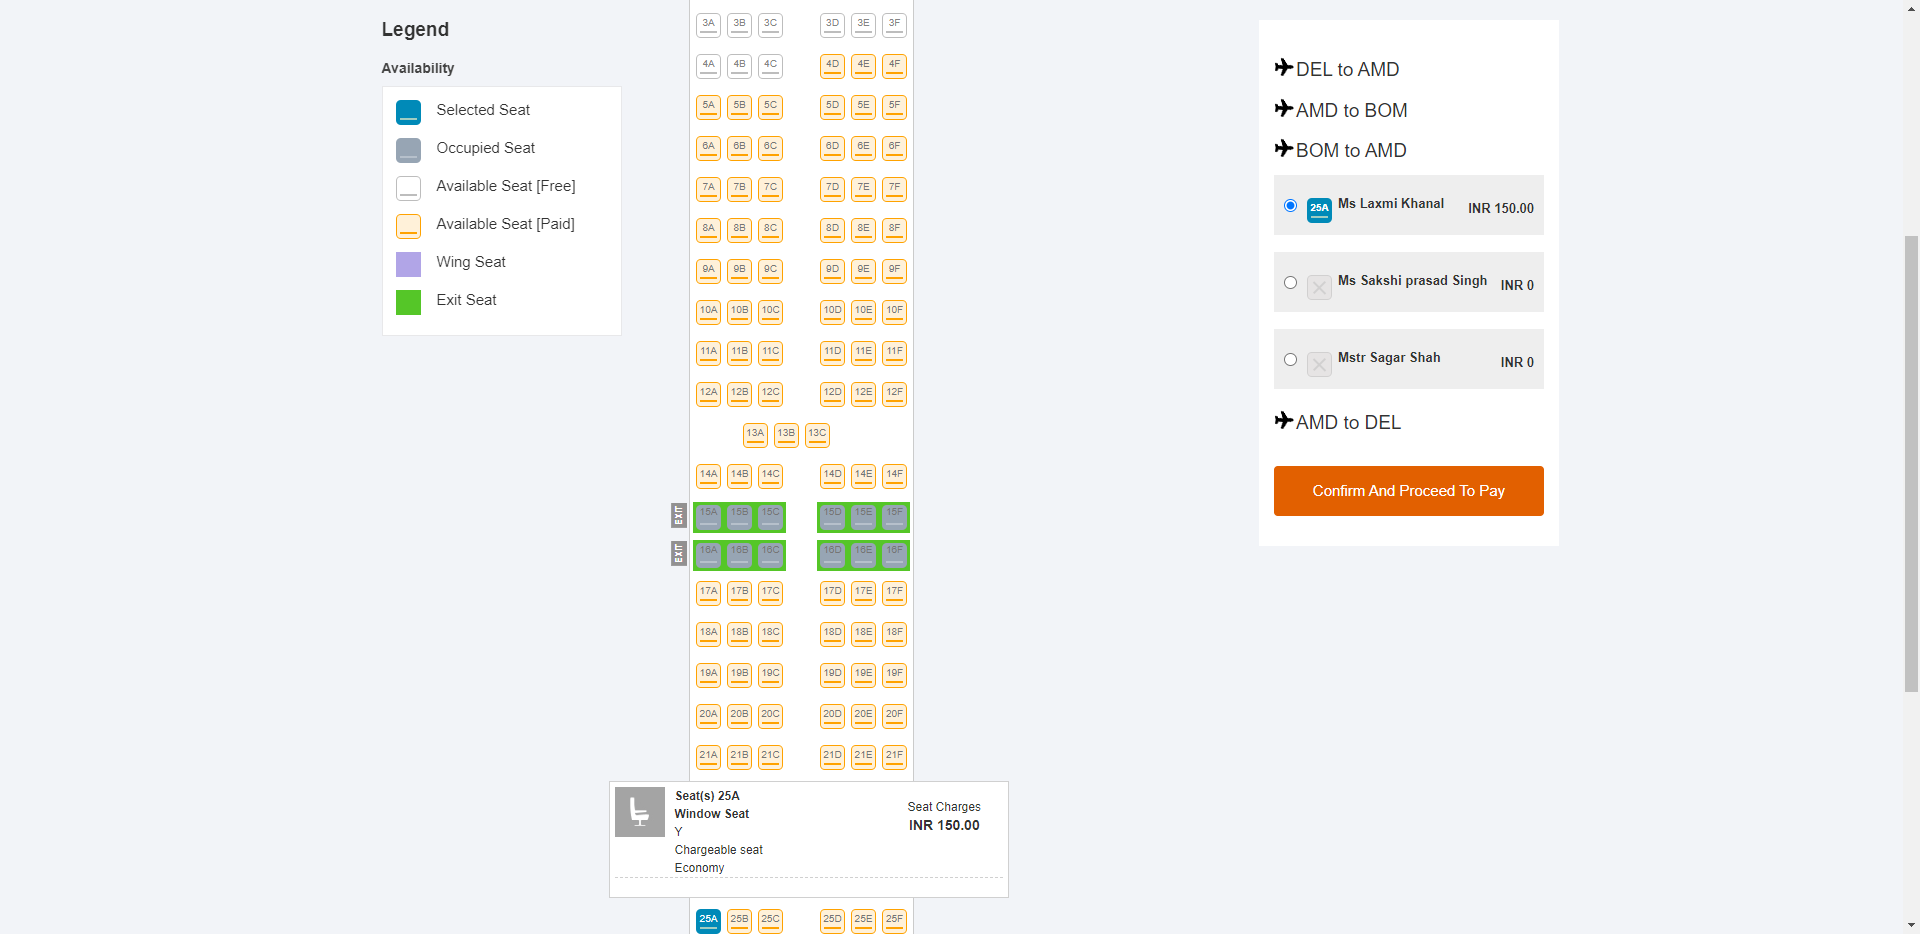 Legend
Availability
Selected Seat
Occupied Seat
Available Seat [Free]
Available Seat [Paid]
Wing Seat
Exit Seat
3A 3B 3C 3D 3E 3F
4A 4B 4C 4D 4E 4F
5A 5B 5C 5D 5E 5F
6A 6B 6C 6D 6E 6F
7A 7B 7C 7D 7E 7F
8A 8B 8C 8D 8E 8F
9A 9B 9C 9D 9E 9F
10A 10B 10C 10D 10E 10F
11A 11B 11C 11D 11E 11F
12A 12B 12C 12D 12E 12F
13A 13B 13C
14A 14B 14C 14D 14E 14F
EXIT 15A 15B 15C 15D 15E 15F
EXIT 16A 16B 16C 16D 16E 16F
17A 17B 17C 17D 17E 17F
18A 18B 18C 18D 18E 18F
19A 19B 19C 19D 19E 19F
20A 20B 20C 20D 20E 20F
21A 21B 21C 21D 21E 21F
Seat(s) 25A
Window Seat
Y
Chargeable seat
Economy
Seat Charges
INR 150.00
25A 25B 25C 25D 25E 25F
DEL to AMD
AMD to BOM
BOM to AMD
25A Ms Laxmi Khanal INR 150.00
Ms Sakshi prasad Singh INR 0
Mstr Sagar Shah INR 0
AMD to DEL
Confirm And Proceed To Pay